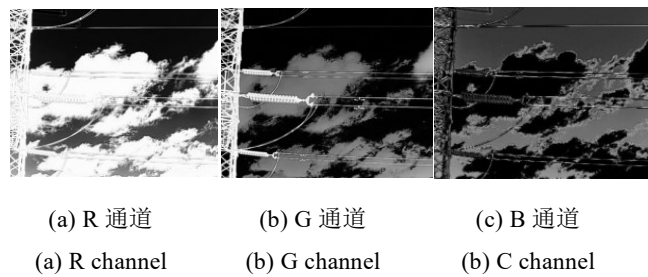 (a) R 通道 (b) G 通道 (c) B 通道
(a) R channel (b) G channel (b) C channel